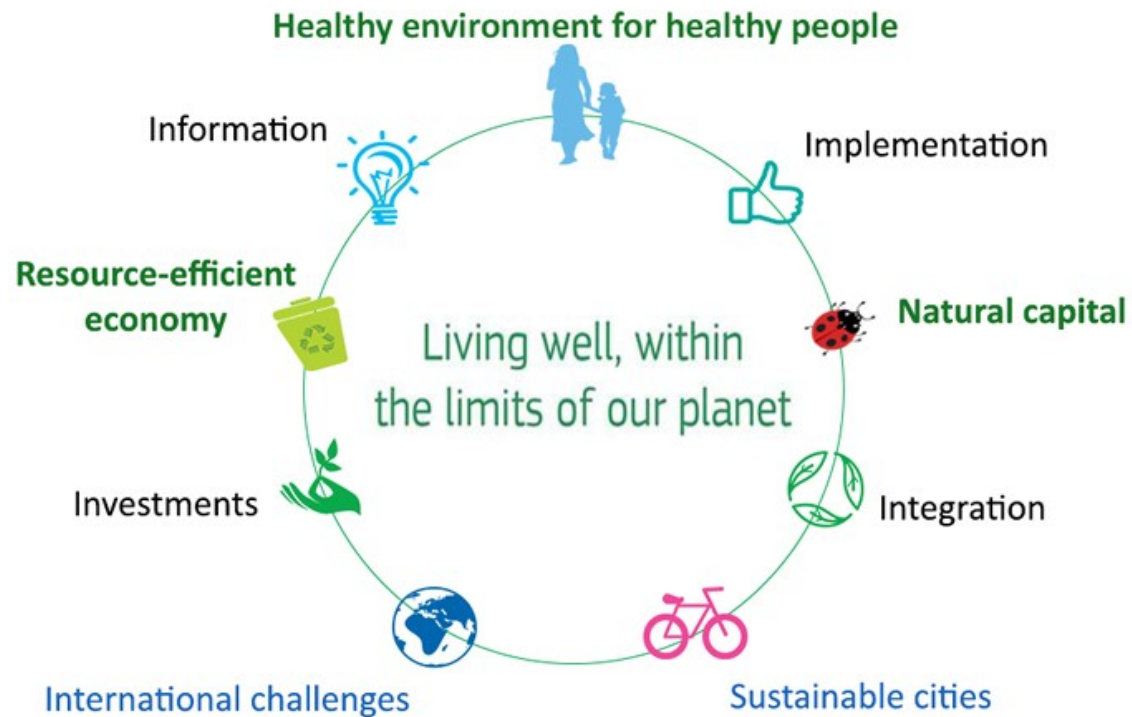 Healthy environment for healthy people
Information
Implementation
Resource-efficient
economy
Natural capital
Living well, within
the limits of our planet
Investments
Integration
International challenges
Sustainable cities